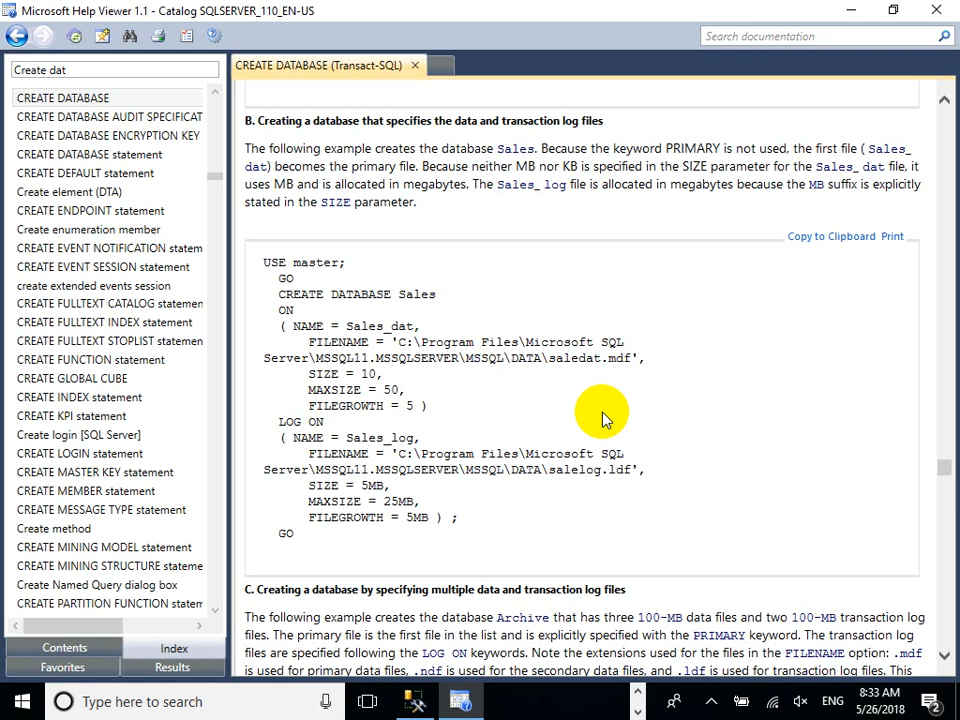 Microsoft Help Viewer 1.1 - Catalog SQLSERVER_110_EN-US
Search documentation
Create dat
CREATE DATABASE
CREATE DATABASE AUDIT SPECIFICAT
CREATE DATABASE ENCRYPTION KEY
CREATE DATABASE statement
CREATE DEFAULT statement
Create element (DTA)
CREATE ENDPOINT statement
Create enumeration member
CREATE EVENT NOTIFICATION statem
CREATE EVENT SESSION statement
create extended events session
CREATE FULLTEXT CATALOG statemer
CREATE FULLTEXT INDEX statement
CREATE FULLTEXT STOPLIST statemen
CREATE FUNCTION statement
CREATE GLOBAL CUBE
CREATE INDEX statement
CREATE KPI statement
Create login [SQL Server]
CREATE LOGIN statement
CREATE MASTER KEY statement
CREATE MEMBER statement
CREATE MESSAGE TYPE statement
Create method
CREATE MINING MODEL statement
CREATE MINING STRUCTURE stateme
Create Named Query dialog box
CREATE PARTITION FUNCTION statem
Contents
Index
Favorites
Results
CREATE DATABASE (Transact-SQL)
B. Creating a database that specifies the data and transaction log files
The following example creates the database Sales. Because the keyword PRIMARY is not used, the first file ( Sales_
dat) becomes the primary file. Because neither MB nor KB is specified in the SIZE parameter for the Sales_ dat file, it
uses MB and is allocated in megabytes. The Sales_ log file is allocated in megabytes because the MB suffix is explicitly
stated in the SIZE parameter.
Copy to Clipboard Print
USE master;
GO
CREATE DATABASE Sales
ON
( NAME = Sales_dat,
FILENAME = 'C:\Program Files\Microsoft SQL
Server\MSSQL11.MSSQLSERVER\MSSQL\DATA\saledat.mdf',
SIZE = 10,
MAXSIZE = 50,
FILEGROWTH = 5 )
LOG ON
( NAME = Sales_log,
FILENAME = 'C:\Program Files\Microsoft SQL
Server\MSSQL11.MSSQLSERVER\MSSQL\DATA\salelog.ldf',
SIZE = 5MB,
MAXSIZE = 25MB,
FILEGROWTH = 5MB ) ;
GO
C. Creating a database by specifying multiple data and transaction log files
The following example creates the database Archive that has three 100-MB data files and two 100-MB transaction log
files. The primary file is the first file in the list and is explicitly specified with the PRIMARY keyword. The transaction log
files are specified following the LOG ON keywords. Note the extensions used for the files in the FILENAME option: .mdf
is used for primary data files, .ndf is used for the secondary data files, and .ldf is used for transaction log files. This
Type here to search
ENG
8:33 AM
5/26/2018
2